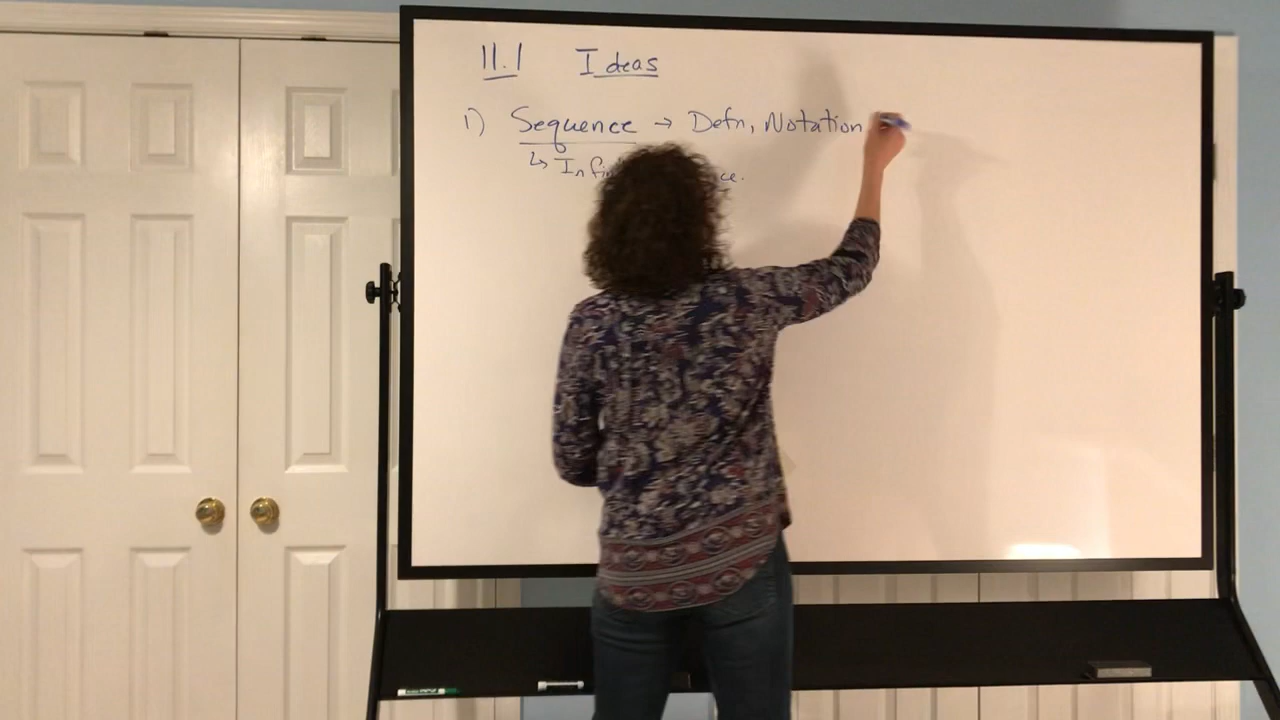 11.1 Ideas
1) Sequence → Defn, Notation
↳